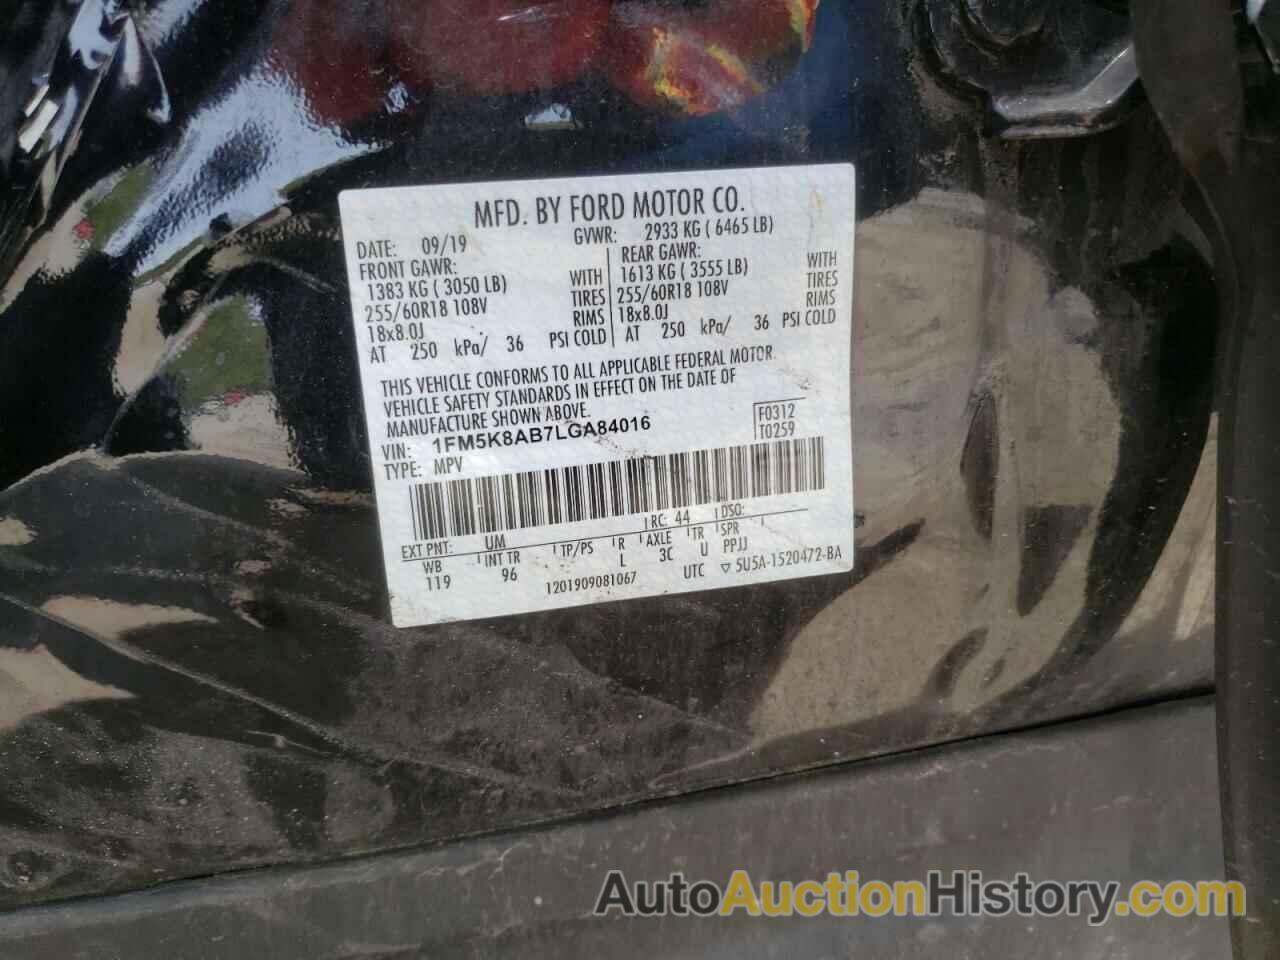 MFD. BY FORD MOTOR CO.
DATE: 09/19 GVWR: 2933 KG ( 6465 LB)
FRONT GAWR: WITH REAR GAWR: WITH
1383 KG ( 3050 LB) TIRES 1613 KG ( 3555 LB) TIRES
255/60R18 108V RIMS 255/60R18 108V RIMS
18x8.0J 18x8.0J
AT 250 kPa/ 36 PSI COLD AT 250 kPa/ 36 PSI COLD
THIS VEHICLE CONFORMS TO ALL APPLICABLE FEDERAL MOTOR
VEHICLE SAFETY STANDARDS IN EFFECT ON THE DATE OF
MANUFACTURE SHOWN ABOVE.
VIN: 1FM5K8AB7LGA84016 F0312
TYPE: MPV T0259
EXT PNT: UM RC: 44 DSO:
WB INT TR TP/PS R AXLE TR SPR
119 96 L 3C U PPJJ
1201909081067 UTC ▽ 5U5A-1520472-BA
AutoAuctionHistory.com